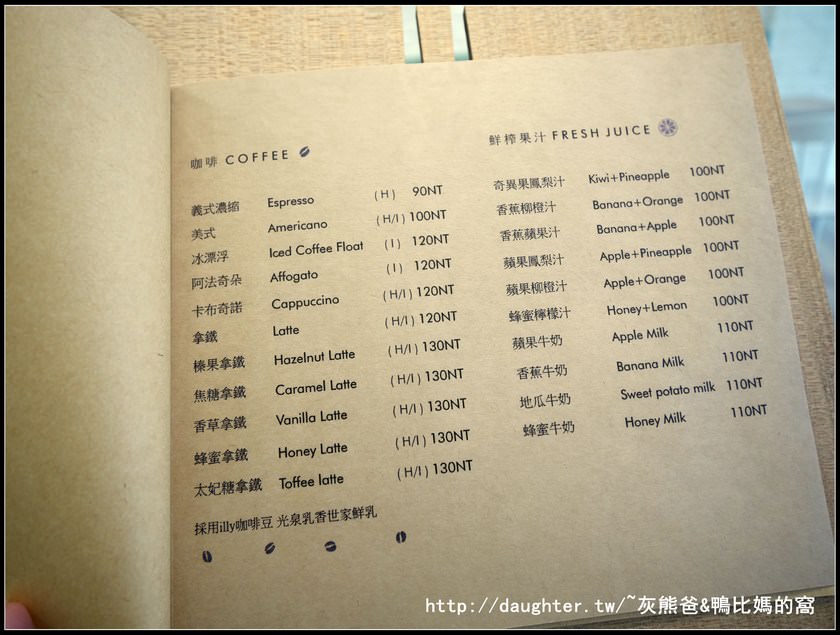 咖啡 COFFEE
義式濃縮 Espresso (H) 90NT
美式 Americano (H/I) 100NT
冰漂浮 Iced Coffee Float (I) 120NT
阿法奇朵 Affogato (I) 120NT
卡布奇諾 Cappuccino (H/I) 120NT
拿鐵 Latte (H/I) 120NT
榛果拿鐵 Hazelnut Latte (H/I) 130NT
焦糖拿鐵 Caramel Latte (H/I) 130NT
香草拿鐵 Vanilla Latte (H/I) 130NT
蜂蜜拿鐵 Honey Latte (H/I) 130NT
太妃糖拿鐵 Toffee latte (H/I) 130NT
採用illy咖啡豆 光泉乳香世家鮮乳
鮮榨果汁 FRESH JUICE
奇異果鳳梨汁 Kiwi+Pineapple 100NT
香蕉柳橙汁 Banana+Orange 100NT
香蕉蘋果汁 Banana+Apple 100NT
蘋果鳳梨汁 Apple+Pineapple 100NT
蘋果柳橙汁 Apple+Orange 100NT
蜂蜜檸檬汁 Honey+Lemon 100NT
蘋果牛奶 Apple Milk 110NT
香蕉牛奶 Banana Milk 110NT
地瓜牛奶 Sweet potato milk 110NT
蜂蜜牛奶 Honey Milk 110NT
http://daughter.tw/~灰熊爸&鴨比媽的窩